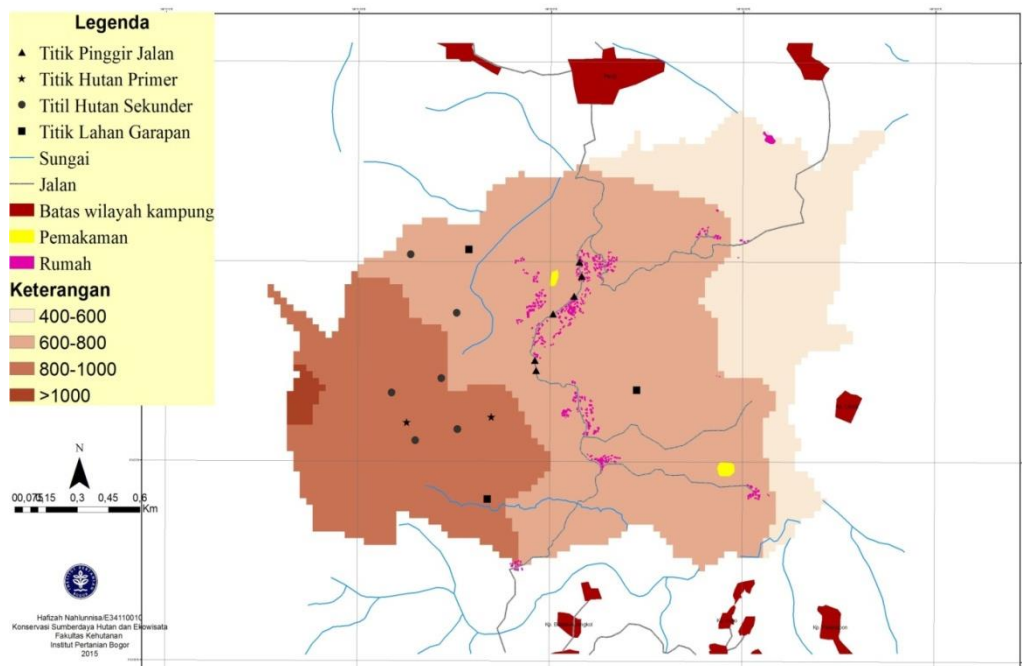 Legenda
Titik Pinggir Jalan
Titik Hutan Primer
Titil Hutan Sekunder
Titik Lahan Garapan
Sungai
Jalan
Batas wilayah kampung
Pemakaman
Rumah
Keterangan
400-600
600-800
800-1000
>1000
N
0,3 0,45 0,6
Km
Hafizah Nahlunnisa/E34110010
Konservasi Sumberdaya Hutan dan Ekowisata
Fakultas Kehutanan
Institut Pertanian Bogor
2015